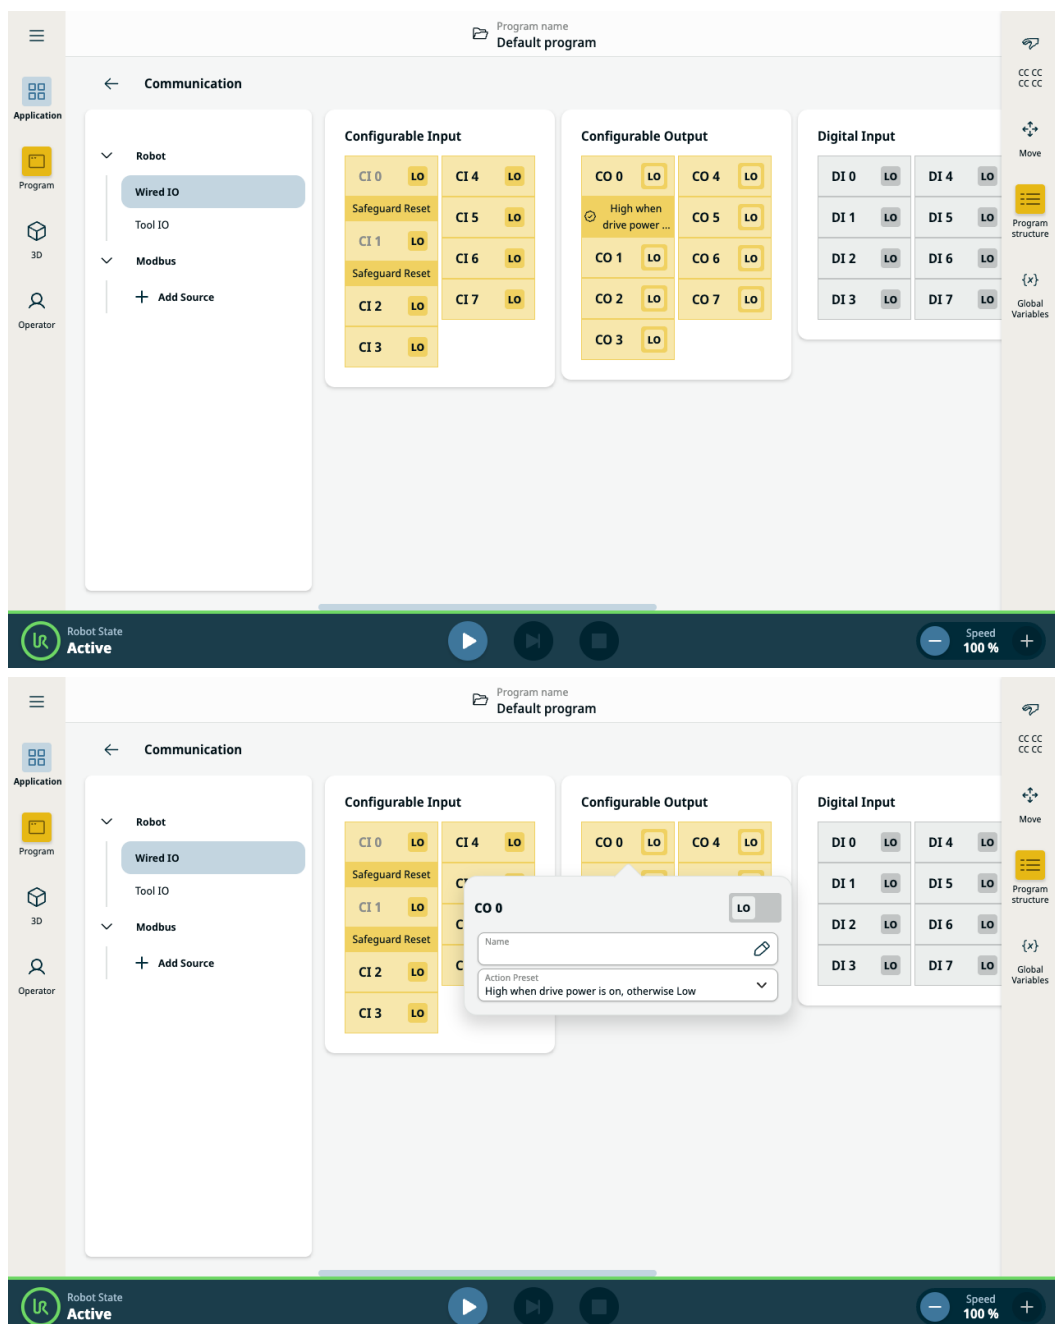 Program name
Default program
CC CC
CC CC
Application
Communication
Move
Program
Program structure
3D
Global Variables
{x}
Operator
Robot
Wired IO
Tool IO
Modbus
Add Source
Configurable Input
CI 0 LO CI 4 LO
Safeguard Reset
CI 5 LO
CI 1 LO
CI 6 LO
Safeguard Reset
CI 2 LO CI 7 LO
CI 3 LO
Configurable Output
CO 0 LO CO 4 LO
High when
drive power ...
CO 5 LO
CO 1 LO CO 6 LO
CO 2 LO CO 7 LO
CO 3 LO
Digital Input
DI 0 LO DI 4 LO
DI 1 LO DI 5 LO
DI 2 LO DI 6 LO
DI 3 LO DI 7 LO
UR
Robot State
Active
Speed
100 %
Program name
Default program
CC CC
CC CC
Application
Communication
Move
Program
Program structure
3D
{x}
Global Variables
Operator
Robot
Wired IO
Tool IO
Modbus
Add Source
Configurable Input
CI 0 LO CI 4 LO
Safeguard Reset
CI 1 LO
Safeguard Reset
CI 2 LO
CI 3 LO
Configurable Output
CO 0 LO CO 4 LO
CO 0 LO
Name
Action Preset
High when drive power is on, otherwise Low
Digital Input
DI 0 LO DI 4 LO
DI 1 LO DI 5 LO
DI 2 LO DI 6 LO
DI 3 LO DI 7 LO
UR
Robot State
Active
Speed
100 %